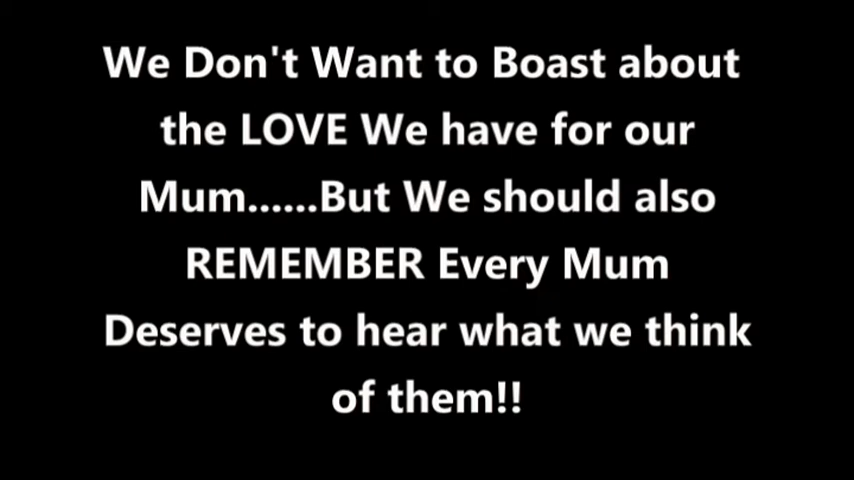 We Don't Want to Boast about
the LOVE We have for our
Mum......But We should also
REMEMBER Every Mum
Deserves to hear what we think
of them!!